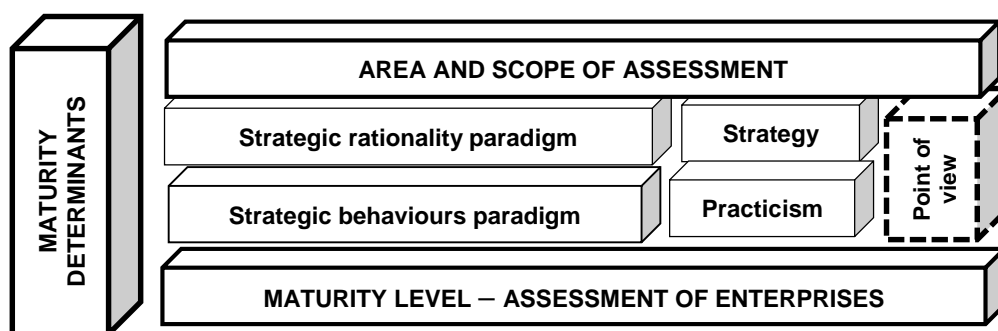 MATURITY
DETERMINANTS
AREA AND SCOPE OF ASSESSMENT
Strategic rationality paradigm
Strategy
Strategic behaviours paradigm
Practicism
Point of
view
MATURITY LEVEL – ASSESSMENT OF ENTERPRISES